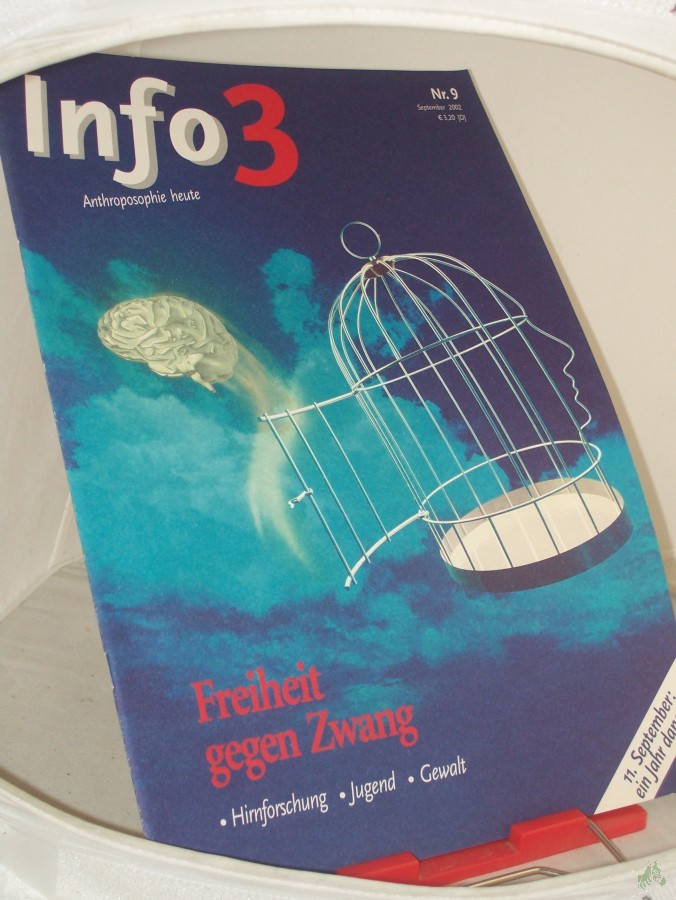 Info3
Anthroposophie heute
Nr. 9
September 2002
€ 3,20 (D)
Freiheit
gegen Zwang
• Hirnforschung • Jugend • Gewalt
11. September:
ein Jahr